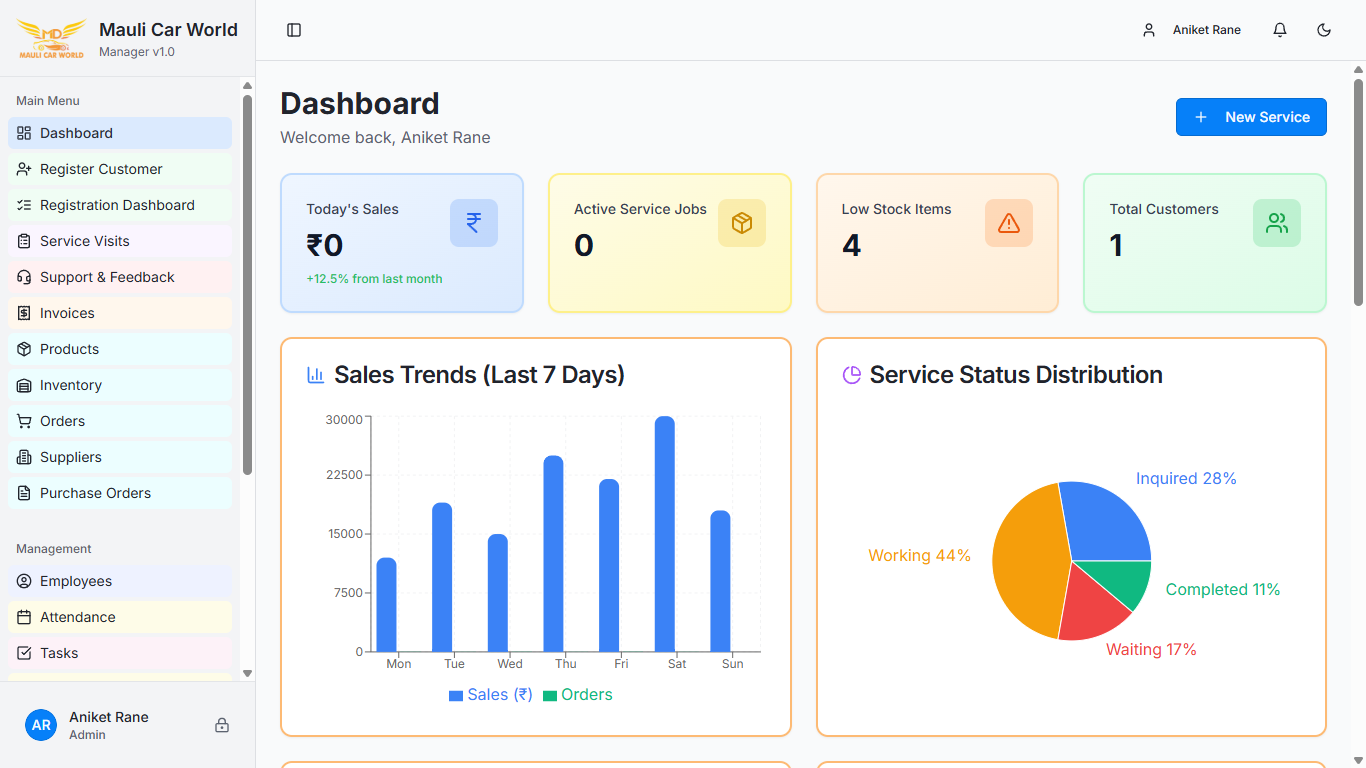 MD
MAULI CAR WORLD
Mauli Car World
Manager v1.0
Main Menu
Dashboard
Register Customer
Registration Dashboard
Service Visits
Support & Feedback
Invoices
Products
Inventory
Orders
Suppliers
Purchase Orders
Management
Employees
Attendance
Tasks
AR
Aniket Rane
Admin
Aniket Rane
Dashboard
Welcome back, Aniket Rane
+ New Service
Today's Sales
₹
₹0
+12.5% from last month
Active Service Jobs
0
Low Stock Items
4
Total Customers
1
Sales Trends (Last 7 Days)
30000
22500
15000
7500
0
Mon Tue Wed Thu Fri Sat Sun
Sales (₹) Orders
Service Status Distribution
Inquired 28%
Working 44%
Completed 11%
Waiting 17%